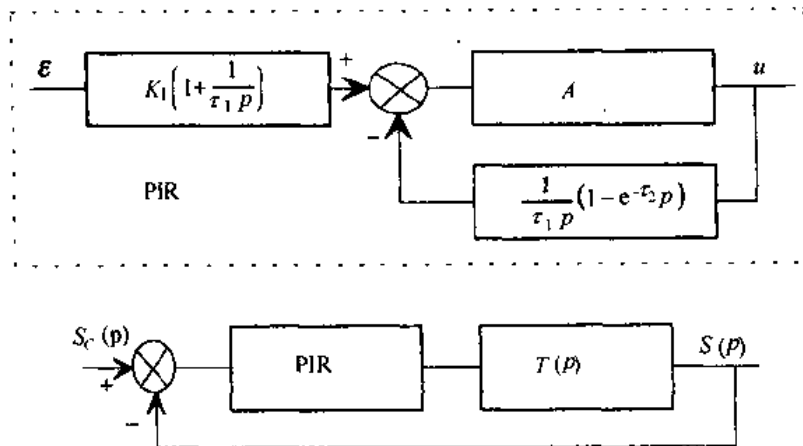 ε
K₁(1+1/(τ₁ p))
+
−
A
u
PIR
1/(τ₁ p) (1−e^(-τ₂ p))
S_C (p)
+
−
PIR
T(p)
S(p)